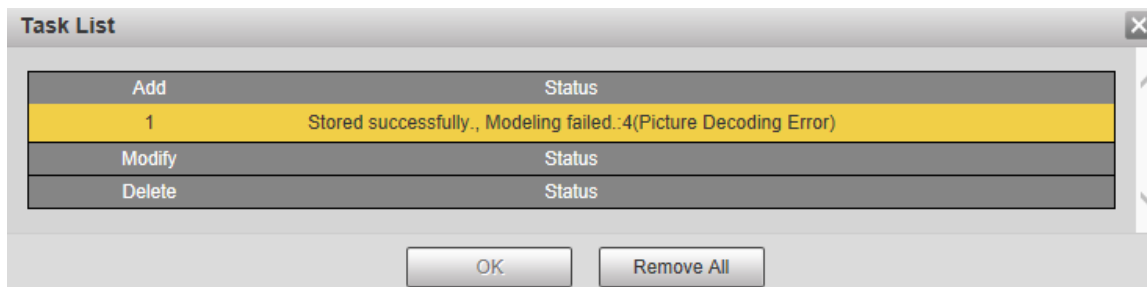 Task List
Add Status
1 Stored successfully., Modeling failed.:4(Picture Decoding Error)
Modify Status
Delete Status
OK Remove All